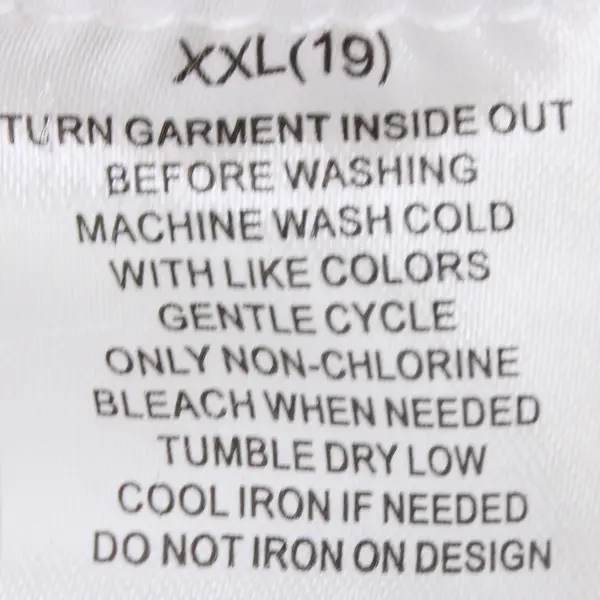 XXL(19)
TURN GARMENT INSIDE OUT
BEFORE WASHING
MACHINE WASH COLD
WITH LIKE COLORS
GENTLE CYCLE
ONLY NON-CHLORINE
BLEACH WHEN NEEDED
TUMBLE DRY LOW
COOL IRON IF NEEDED
DO NOT IRON ON DESIGN